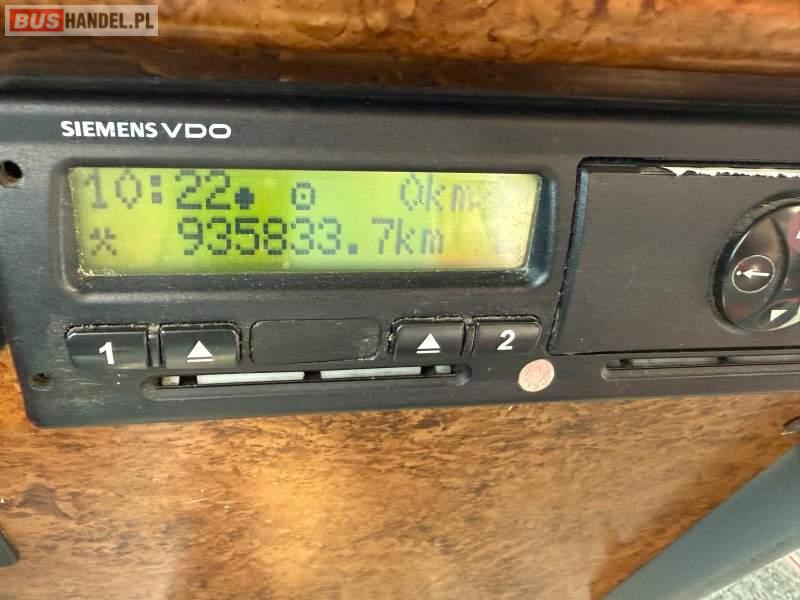 BUSHANDEL.PL
SIEMENS VDO
10:22 0km
935833.7km
1 2